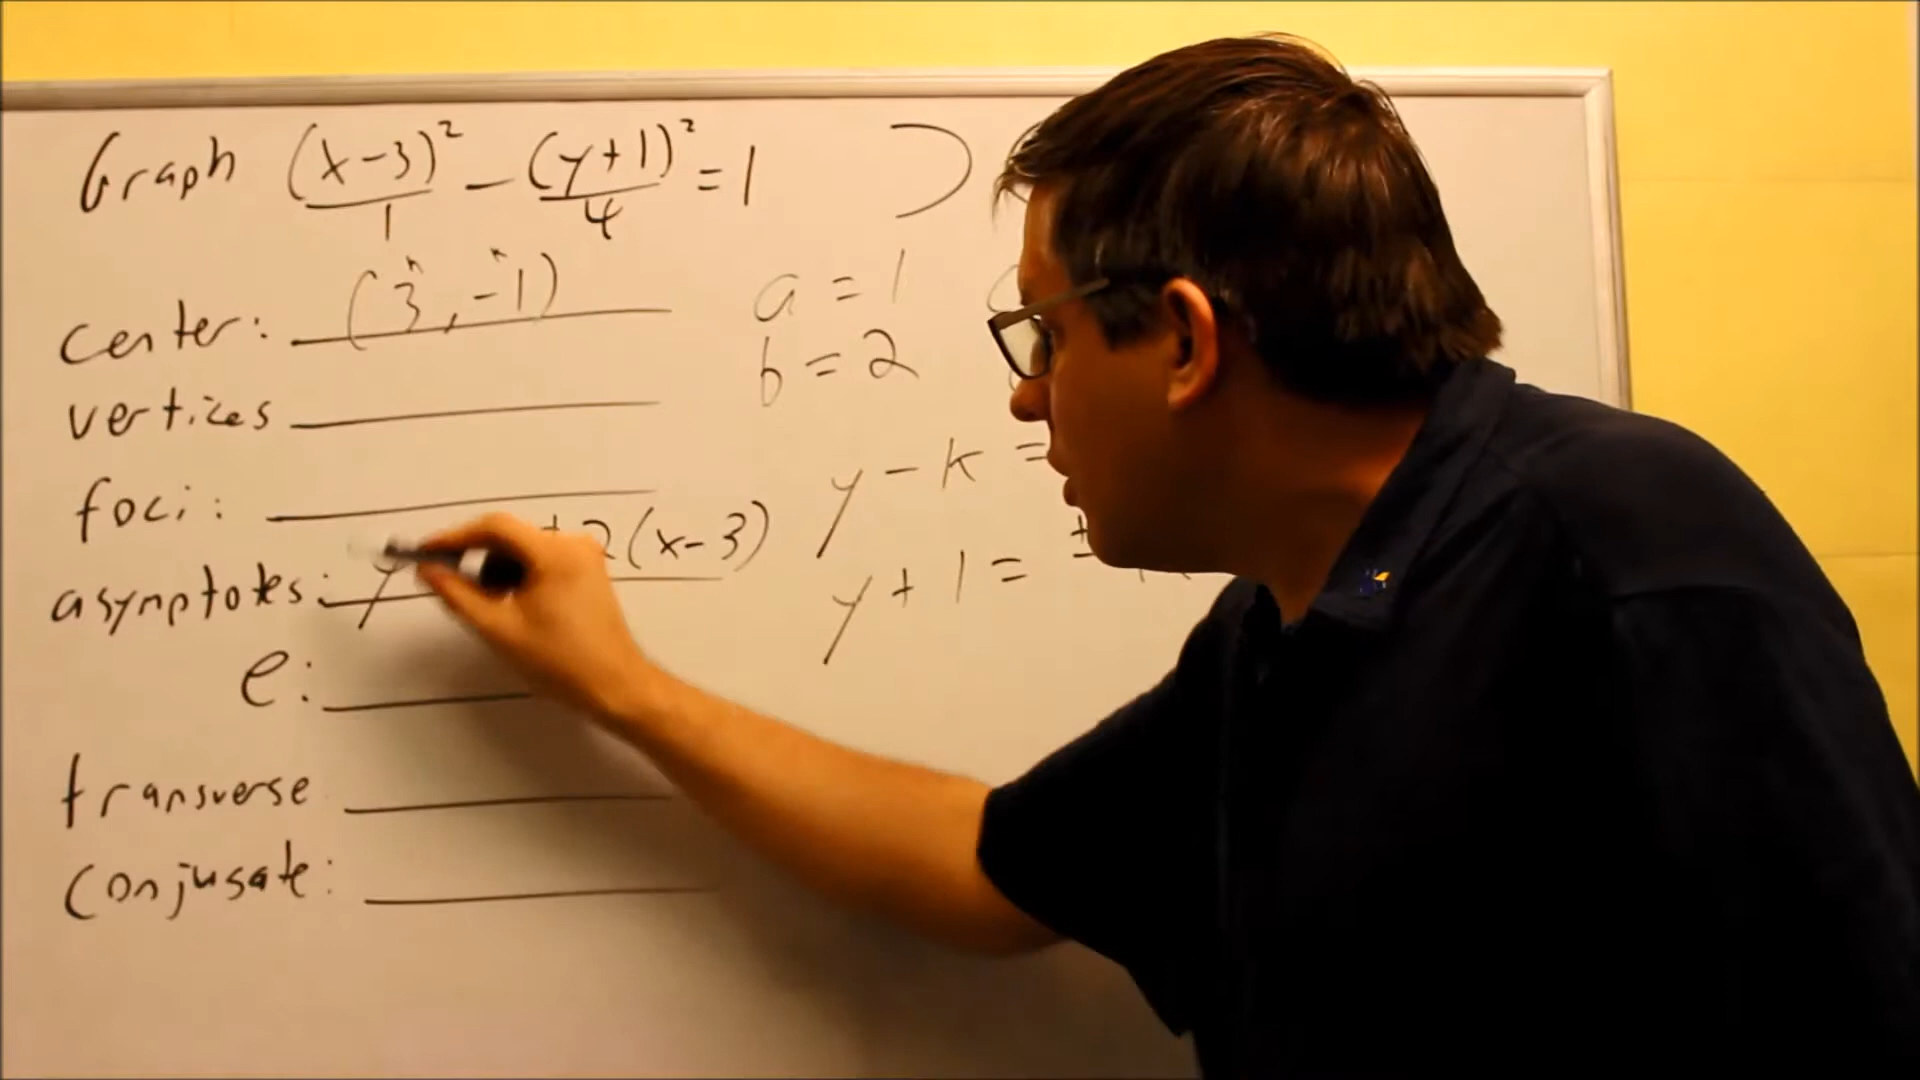 Graph (x-3)²/1 - (y+1)²/4 = 1
center: (3, -1)
vertices
foci:
asymptotes: y ± 2(x-3)
e:
transverse
conjugate:
a = 1
b = 2
y - k =
y + 1 = ±